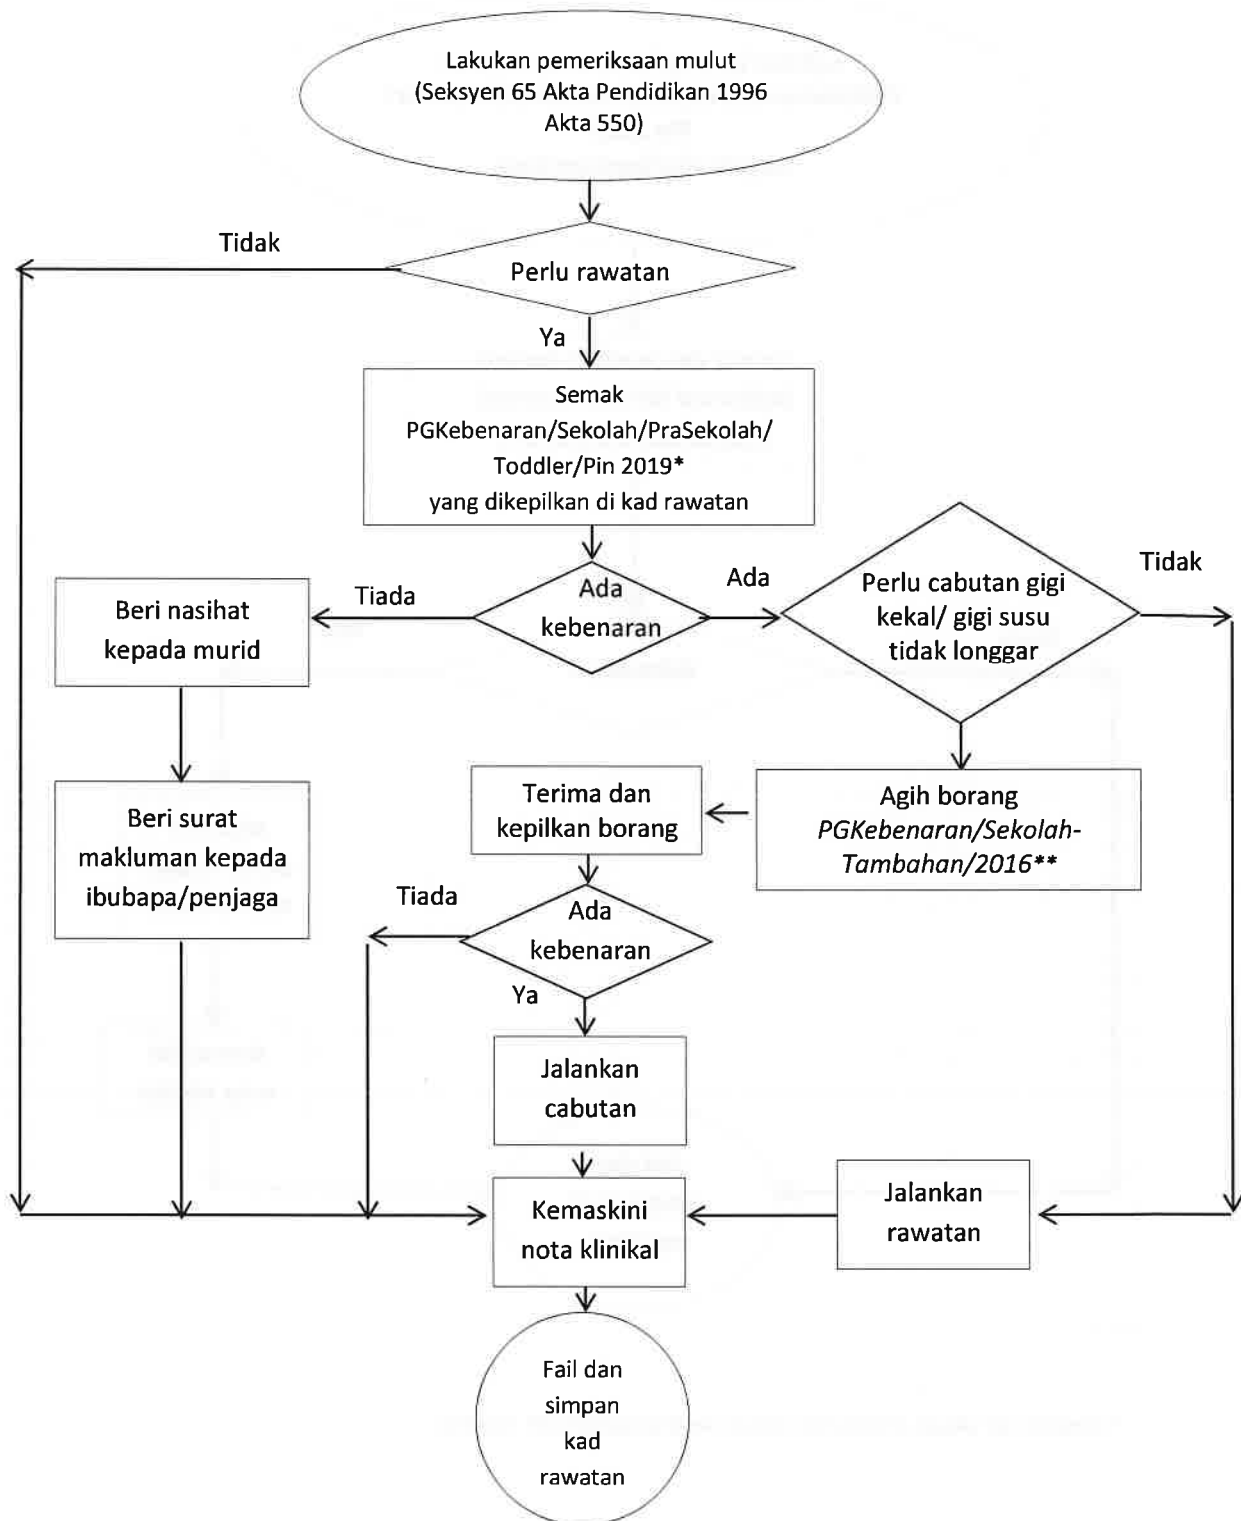 Lakukan pemeriksaan mulut
(Seksyen 65 Akta Pendidikan 1996
Akta 550)
Tidak
Perlu rawatan
Ya
Semak
PGKebenaran/Sekolah/PraSekolah/
Toddler/Pin 2019*
yang dikepilkan di kad rawatan
Beri nasihat
kepada murid
Tiada
Ada
kebenaran
Ada
Perlu cabutan gigi
kekal/ gigi susu
tidak longgar
Tidak
Beri surat
makluman kepada
ibubapa/penjaga
Terima dan
kepilkan borang
Agih borang
PGKebenaran/Sekolah-
Tambahan/2016**
Tiada
Ada
kebenaran
Ya
Jalankan
cabutan
Kemaskini
nota klinikal
Jalankan
rawatan
Fail dan
simpan
kad
rawatan